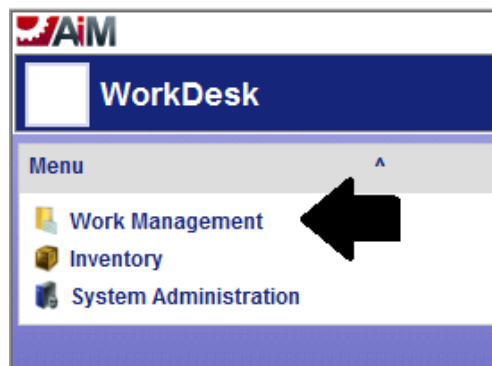 AiM
WorkDesk
Menu ^
Work Management
Inventory
System Administration